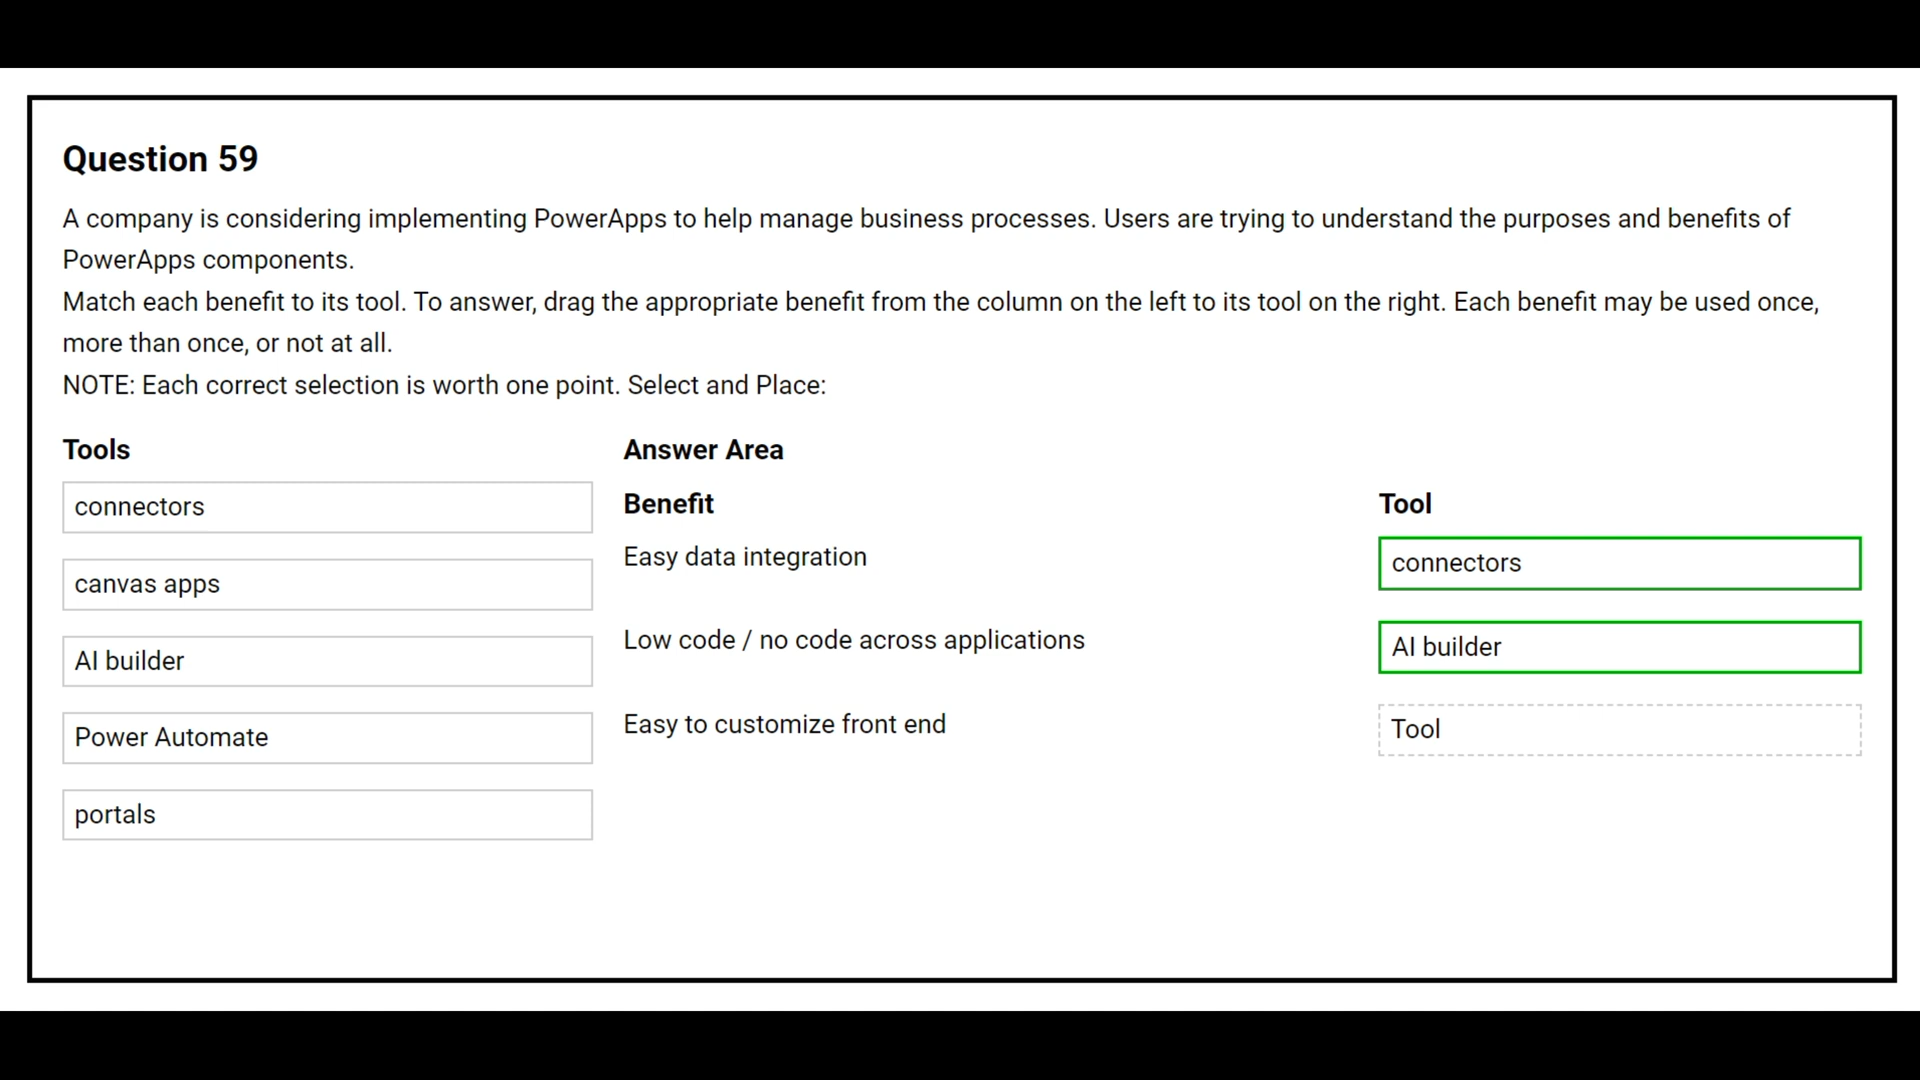 Question 59
A company is considering implementing PowerApps to help manage business processes. Users are trying to understand the purposes and benefits of
PowerApps components.
Match each benefit to its tool. To answer, drag the appropriate benefit from the column on the left to its tool on the right. Each benefit may be used once,
more than once, or not at all.
NOTE: Each correct selection is worth one point. Select and Place:
Tools
connectors
canvas apps
AI builder
Power Automate
portals
Answer Area
Benefit
Tool
Easy data integration
connectors
Low code / no code across applications
AI builder
Easy to customize front end
Tool